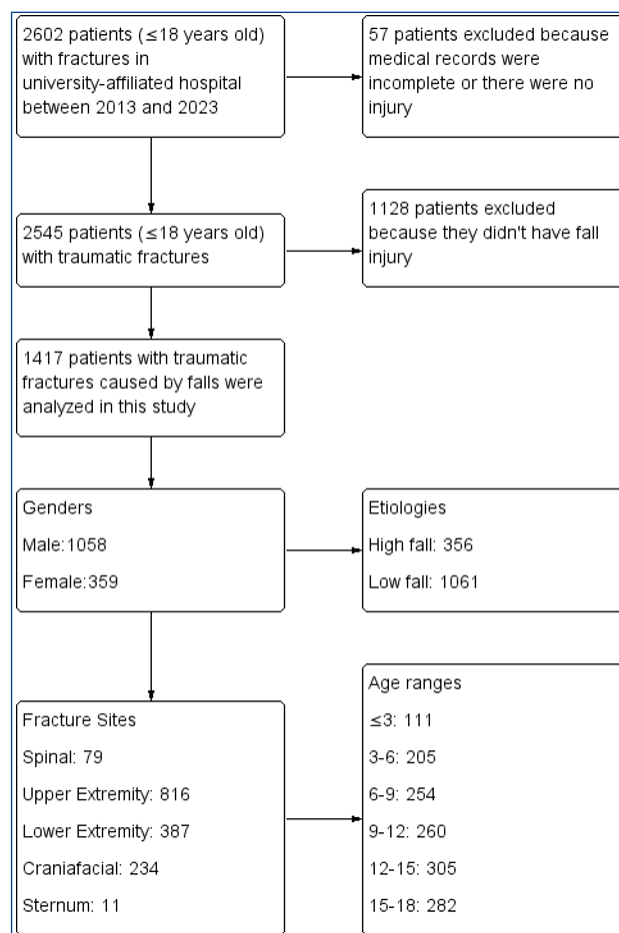 2602 patients (≤18 years old)
with fractures in
university-affiliated hospital
between 2013 and 2023
57 patients excluded because
medical records were
incomplete or there were no
injury
2545 patients (≤18 years old)
with traumatic fractures
1128 patients excluded
because they didn't have fall
injury
1417 patients with traumatic
fractures caused by falls were
analyzed in this study
Genders
Male:1058
Female:359
Etiologies
High fall: 356
Low fall: 1061
Fracture Sites
Spinal: 79
Upper Extremity: 816
Lower Extremity: 387
Craniafacial: 234
Sternum: 11
Age ranges
≤3: 111
3-6: 205
6-9: 254
9-12: 260
12-15: 305
15-18: 282